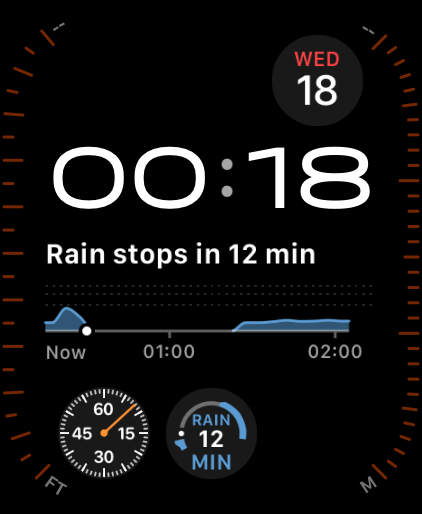 --
--
WED
18
00:18
Rain stops in 12 min
Now 01:00 02:00
60
45 15
30
RAIN
12
MIN
FT
M